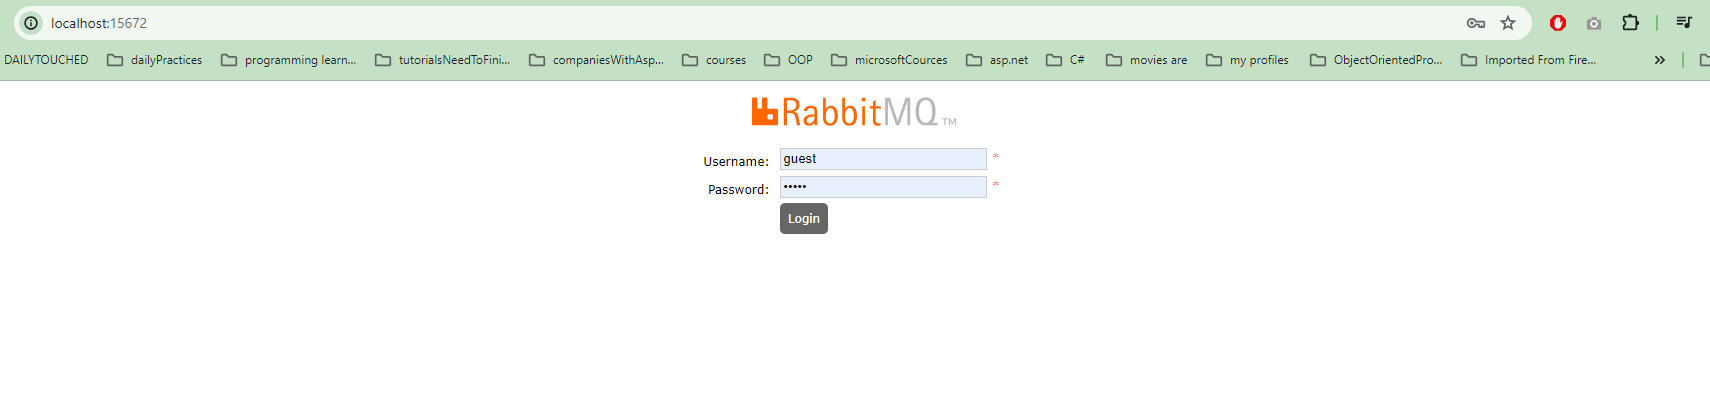 localhost:15672
DAILYTOUCHED dailyPractices programming learn... tutorialsNeedToFini... companiesWithAsp... courses OOP microsoftCources asp.net C# movies are my profiles ObjectOrientedPro... Imported From Fire... »
RabbitMQ TM
Username: guest *
Password: ••••• *
Login